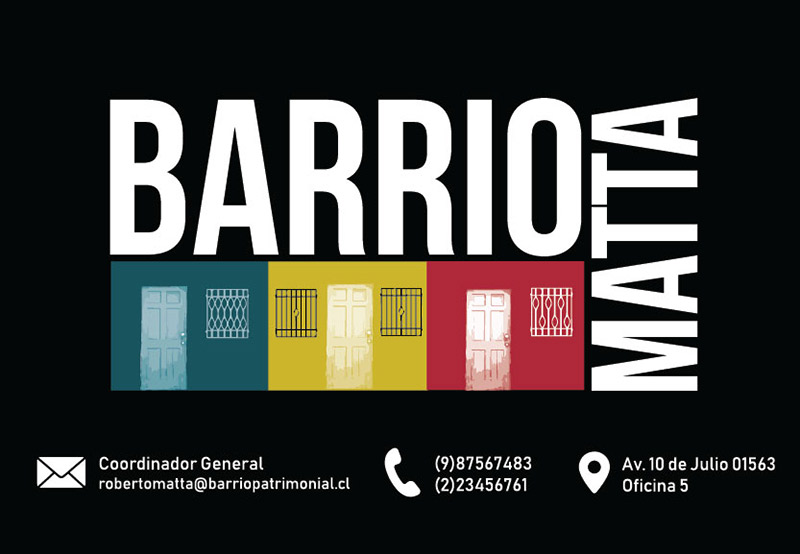 BARRIO
MATTA
Coordinador General
robertomatta@barriopatrimonial.cl
(9)87567483
(2)23456761
Av. 10 de Julio 01563
Oficina 5